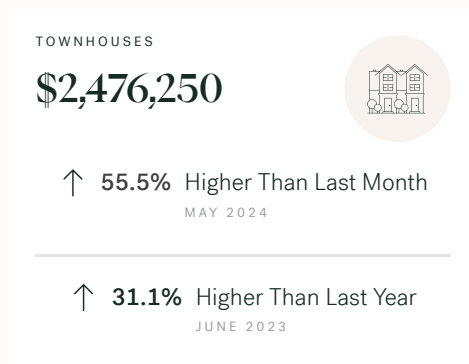 TOWNHOUSES
$2,476,250
55.5% Higher Than Last Month
MAY 2024
31.1% Higher Than Last Year
JUNE 2023